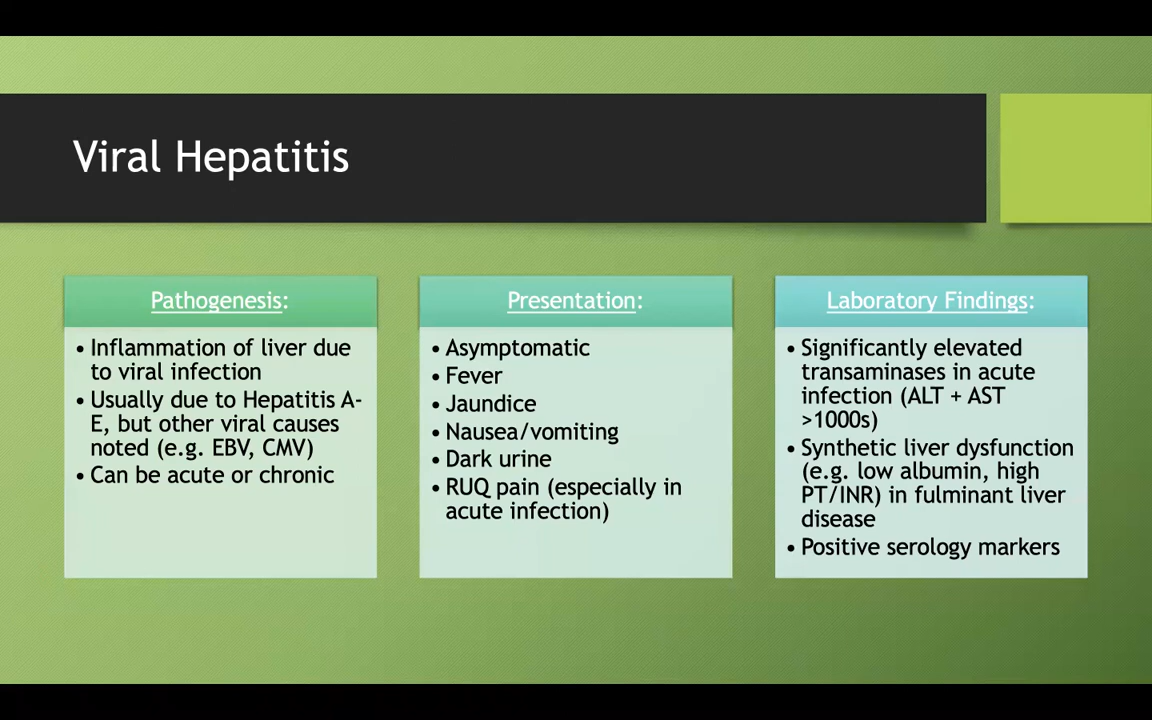 Viral Hepatitis
Pathogenesis:
• Inflammation of liver due
to viral infection
• Usually due to Hepatitis A-
E, but other viral causes
noted (e.g. EBV, CMV)
• Can be acute or chronic
Presentation:
• Asymptomatic
• Fever
• Jaundice
• Nausea/vomiting
• Dark urine
• RUQ pain (especially in
acute infection)
Laboratory Findings:
• Significantly elevated
transaminases in acute
infection (ALT + AST
>1000s)
• Synthetic liver dysfunction
(e.g. low albumin, high
PT/INR) in fulminant liver
disease
• Positive serology markers